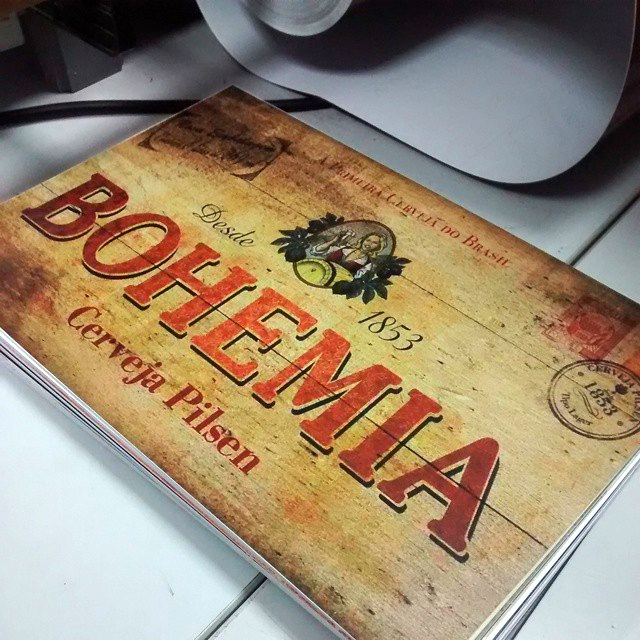 A PRIMEIRA CERVEJA DO BRASIL
Desde
1853
BOHEMIA
Cerveja Pilsen
1853